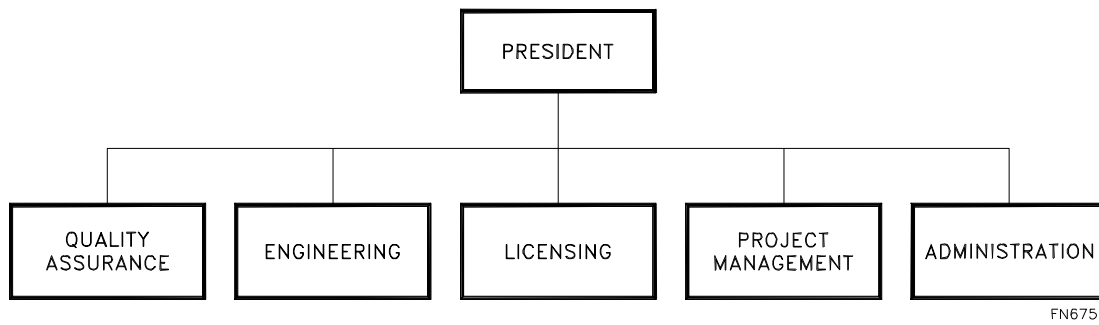 PRESIDENT
QUALITY
ASSURANCE
ENGINEERING
LICENSING
PROJECT
MANAGEMENT
ADMINISTRATION
FN675